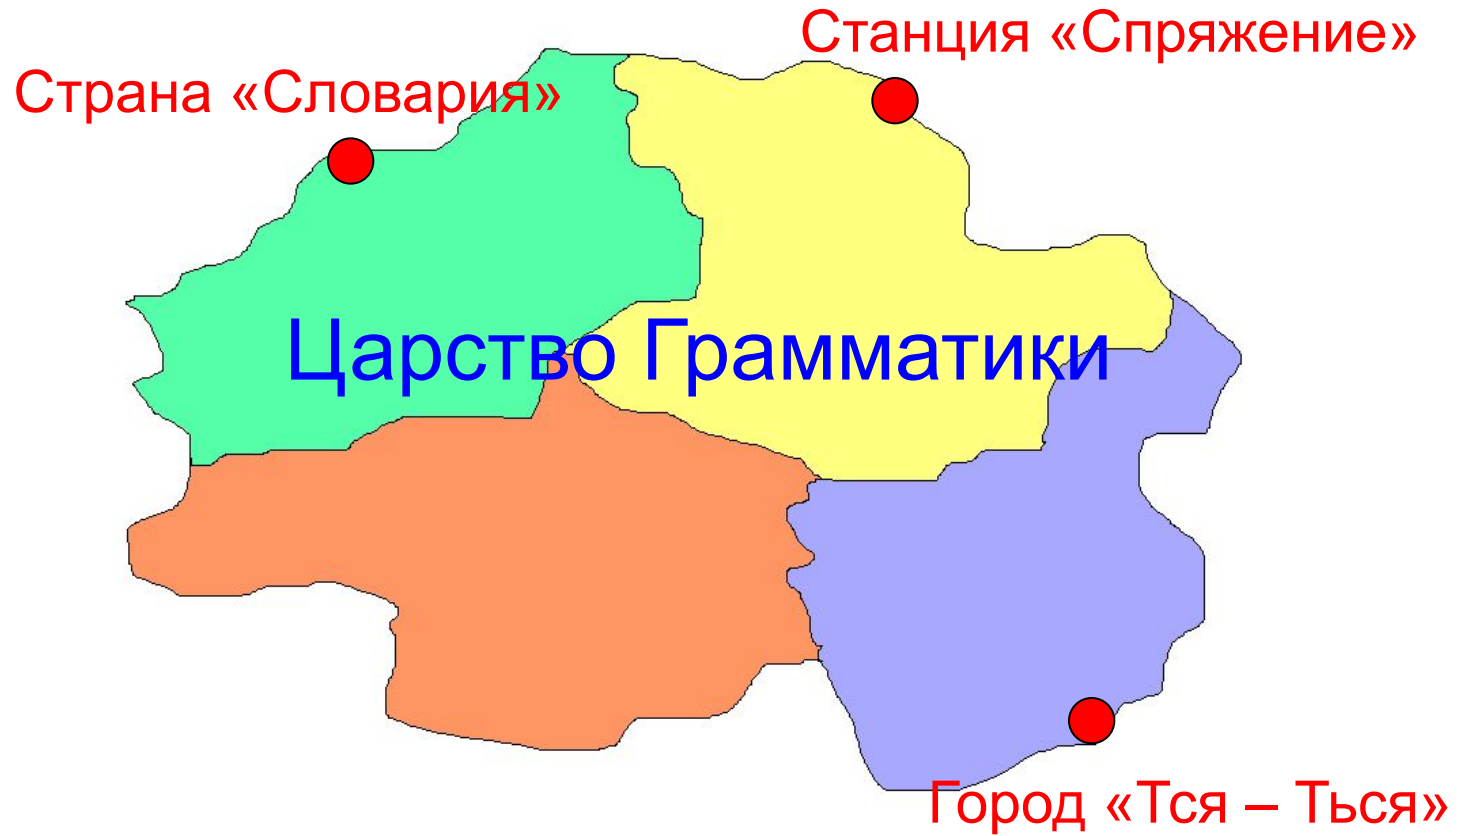 Станция «Спряжение»
Страна «Словария»
Царство Грамматики
Город «Тся – Ться»